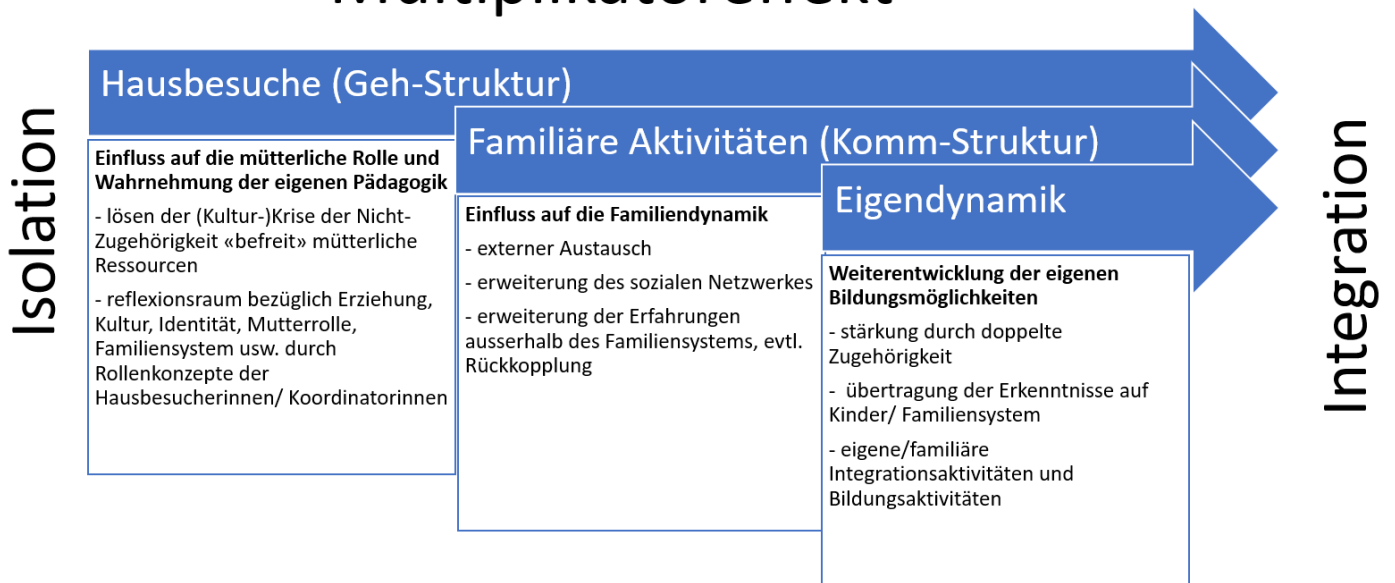 Isolation
Hausbesuche (Geh-Struktur)
Einfluss auf die mütterliche Rolle und
Wahrnehmung der eigenen Pädagogik
- lösen der (Kultur-)Krise der Nicht-
Zugehörigkeit «befreit» mütterliche
Ressourcen
- reflexionsraum bezüglich Erziehung,
Kultur, Identität, Mutterrolle,
Familiensystem usw. durch
Rollenkonzepte der
Hausbesucherinnen/ Koordinatorinnen
Familiäre Aktivitäten (Komm-Struktur)
Einfluss auf die Familiendynamik
- externer Austausch
- erweiterung des sozialen Netzwerkes
- erweiterung der Erfahrungen
ausserhalb des Familiensystems, evtl.
Rückkopplung
Eigendynamik
Weiterentwicklung der eigenen
Bildungsmöglichkeiten
- stärkung durch doppelte
Zugehörigkeit
- übertragung der Erkenntnisse auf
Kinder/ Familiensystem
- eigene/familiäre
Integrationsaktivitäten und
Bildungsaktivitäten
Integration